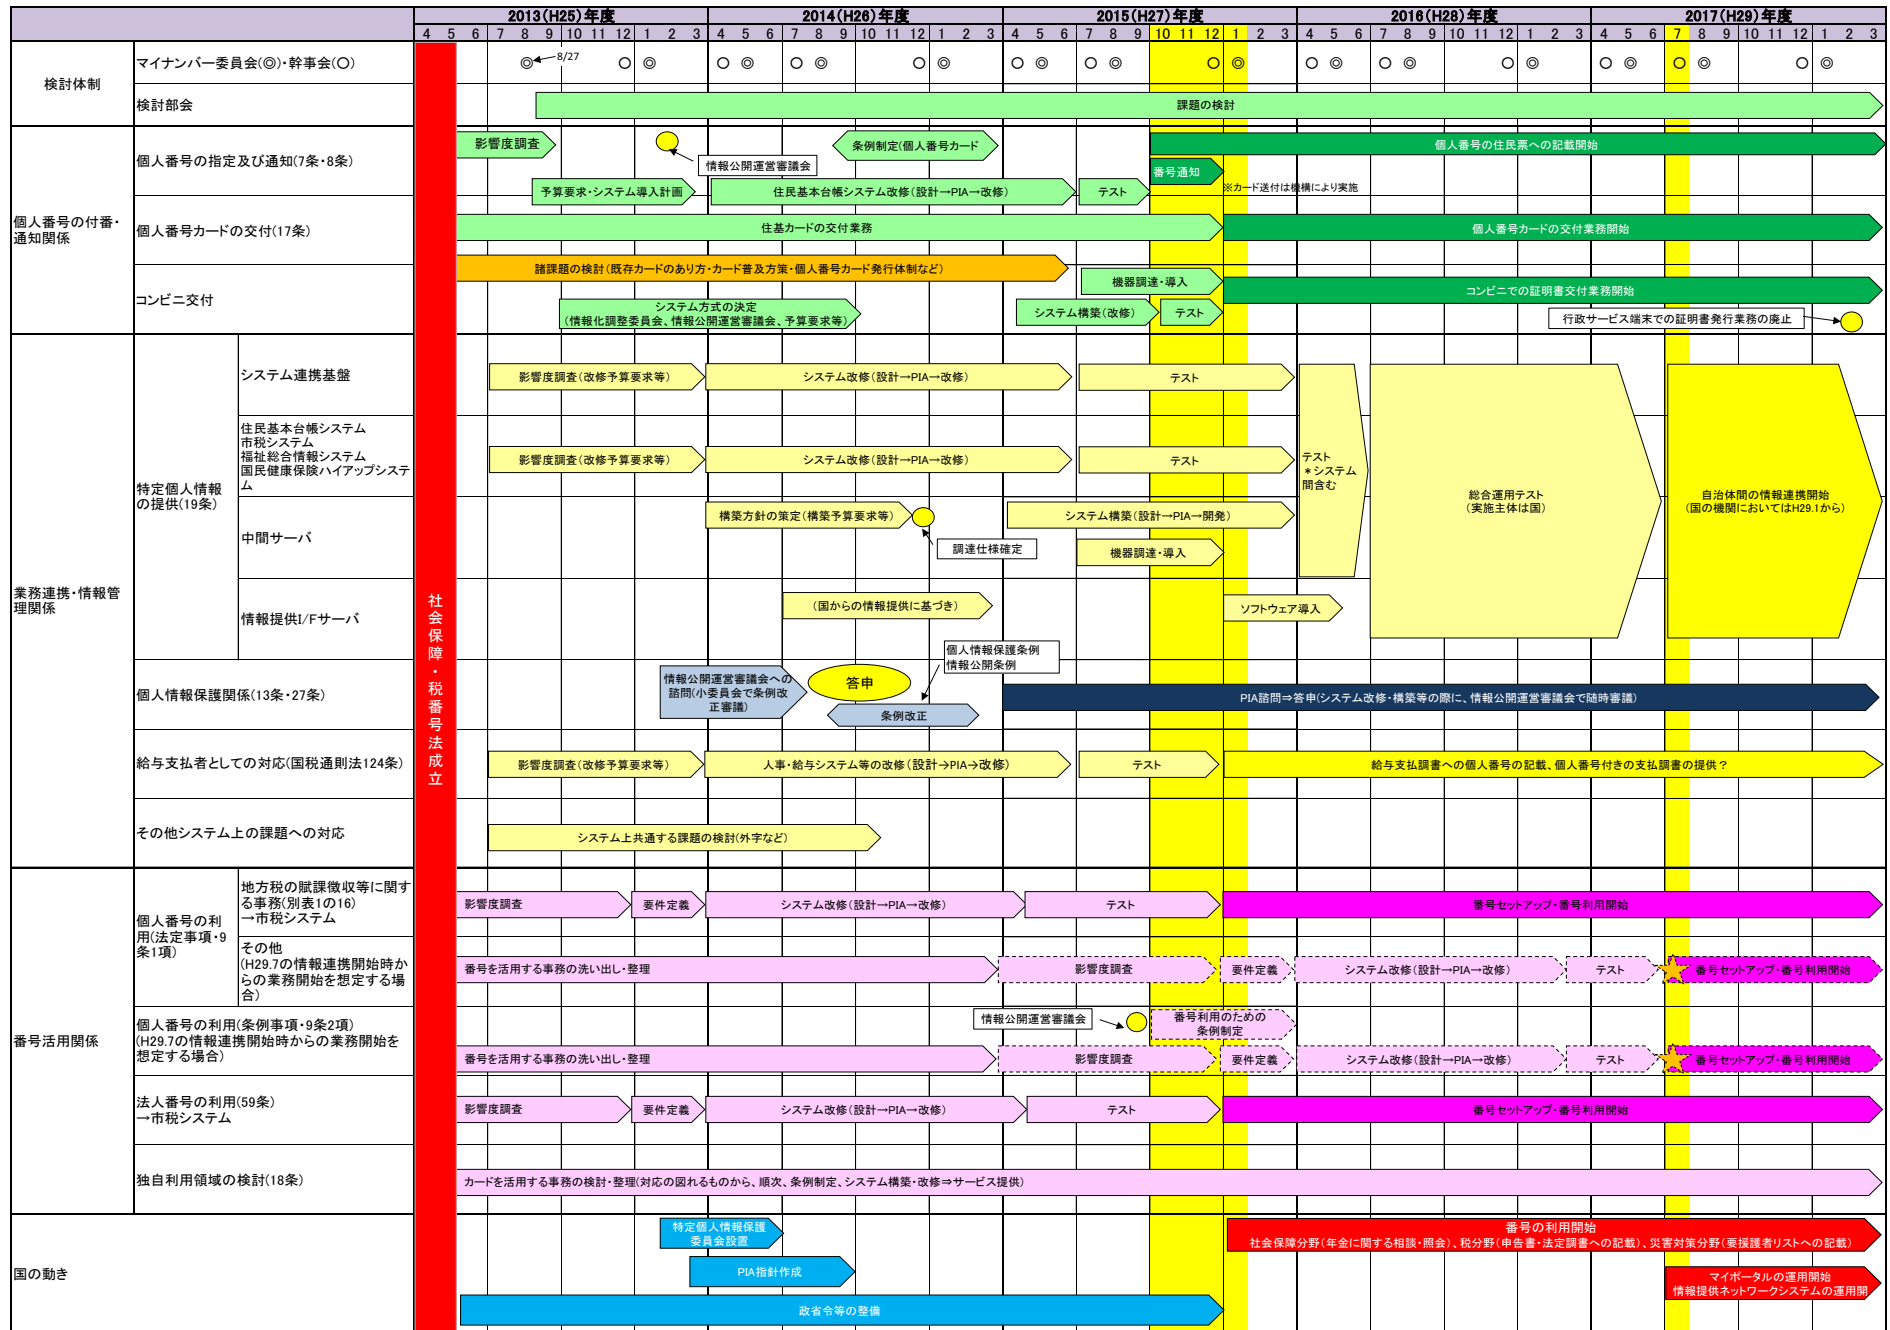 2013(H25)年度 2014(H26)年度 2015(H27)年度 2016(H28)年度 2017(H29)年度
4 5 6 7 8 9 10 11 12 1 2 3 4 5 6 7 8 9 10 11 12 1 2 3 4 5 6 7 8 9 10 11 12 1 2 3 4 5 6 7 8 9 10 11 12 1 2 3 4 5 6 7 8 9 10 11 12 1 2 3
社会保障・税番号法成立
検討体制
マイナンバー委員会(◎)・幹事会(○)
◎ 8/27 ○ ◎ ○ ◎ ○ ◎ ○ ◎ ○ ◎ ○ ◎ ○ ◎ ○ ◎ ○ ◎ ○ ◎ ○ ◎ ○ ◎ ○ ◎
検討部会
課題の検討
個人番号の付番・
通知関係
個人番号の指定及び通知(7条・8条)
影響度調査
情報公開運営審議会
条例制定(個人番号カード
個人番号の住民票への記載開始
番号通知
※カード送付は機構により実施
予算要求・システム導入計画
住民基本台帳システム改修(設計→PIA→改修)
テスト
個人番号カードの交付(17条)
住基カードの交付業務
個人番号カードの交付業務開始
諸課題の検討(既存カードのあり方・カード普及方策・個人番号カード発行体制など)
コンビニ交付
機器調達・導入
コンビニでの証明書交付業務開始
システム方式の決定
(情報化調整委員会、情報公開運営審議会、予算要求等)
システム構築(改修)
テスト
行政サービス端末での証明書発行業務の廃止
業務連携・情報管
理関係
特定個人情報
の提供(19条)
システム連携基盤
影響度調査(改修予算要求等)
システム改修(設計→PIA→改修)
テスト
住民基本台帳システム
市税システム
福祉総合情報システム
国民健康保険ハイアップシステ
ム
影響度調査(改修予算要求等)
システム改修(設計→PIA→改修)
テスト
テスト
*システム
間含む
総合運用テスト
(実施主体は国)
自治体間の情報連携開始
(国の機関においてはH29.1から)
中間サーバ
構築方針の策定(構築予算要求等)
調達仕様確定
システム構築(設計→PIA→開発)
機器調達・導入
情報提供I/Fサーバ
(国からの情報提供に基づき)
ソフトウェア導入
個人情報保護関係(13条・27条)
情報公開運営審議会への
諮問(小委員会で条例改
正審議)
答申
個人情報保護条例
情報公開条例
条例改正
PIA諮問⇒答申(システム改修・構築等の際に、情報公開運営審議会で随時審議)
給与支払者としての対応(国税通則法124条)
影響度調査(改修予算要求等)
人事・給与システム等の改修(設計→PIA→改修)
テスト
給与支払調書への個人番号の記載、個人番号付きの支払調書の提供?
その他システム上の課題への対応
システム上共通する課題の検討(外字など)
番号活用関係
個人番号の利
用(法定事項・9
条1項)
地方税の賦課徴収等に関す
る事務(別表1の16)
→市税システム
影響度調査
要件定義
システム改修(設計→PIA→改修)
テスト
番号セットアップ・番号利用開始
その他
(H29.7の情報連携開始時か
らの業務開始を想定する場
合)
番号を活用する事務の洗い出し・整理
影響度調査
要件定義
システム改修(設計→PIA→改修)
テスト
番号セットアップ・番号利用開始
個人番号の利用(条例事項・9条2項)
(H29.7の情報連携開始時からの業務開始を
想定する場合)
情報公開運営審議会
番号利用のための
条例制定
番号を活用する事務の洗い出し・整理
影響度調査
要件定義
システム改修(設計→PIA→改修)
テスト
番号セットアップ・番号利用開始
法人番号の利用(59条)
→市税システム
影響度調査
要件定義
システム改修(設計→PIA→改修)
テスト
番号セットアップ・番号利用開始
独自利用領域の検討(18条)
カードを活用する事務の検討・整理(対応の図れるものから、順次、条例制定、システム構築・改修⇒サービス提供)
国の動き
特定個人情報保護
委員会設置
番号の利用開始
社会保障分野(年金に関する相談・照会)、税分野(申告書・法定調書への記載)、災害対策分野(要援護者リストへの記載)
PIA指針作成
マイポータルの運用開始
情報提供ネットワークシステムの運用開
政省令等の整備